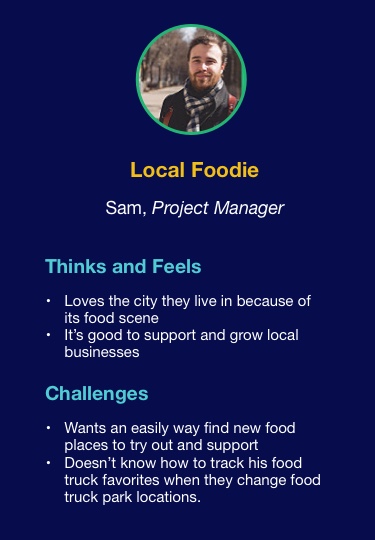 Local Foodie
Sam, Project Manager
Thinks and Feels
• Loves the city they live in because of
its food scene
• It’s good to support and grow local
businesses
Challenges
• Wants an easily way find new food
places to try out and support
• Doesn’t know how to track his food
truck favorites when they change food
truck park locations.